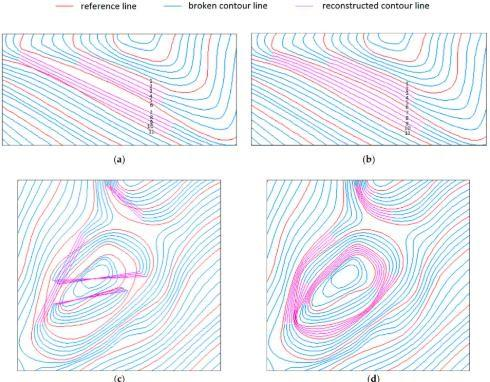 reference line broken contour line reconstructed contour line
(a) (b)
(c) (d)